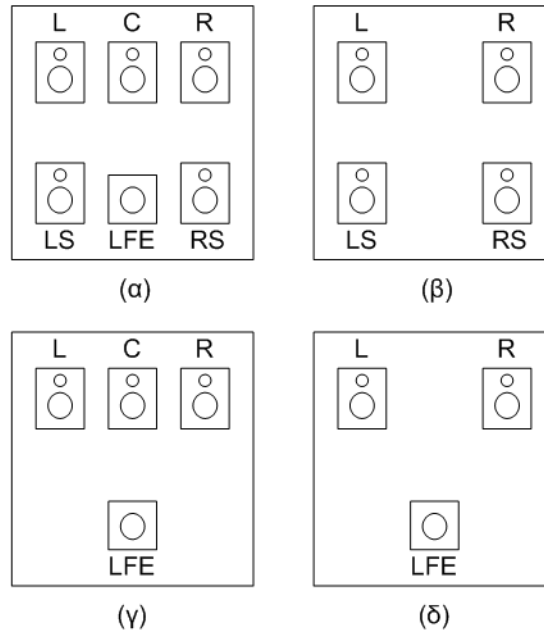 L C R L R
LS LFE RS LS RS
(α) (β)
L C R L R
LFE LFE
(γ) (δ)